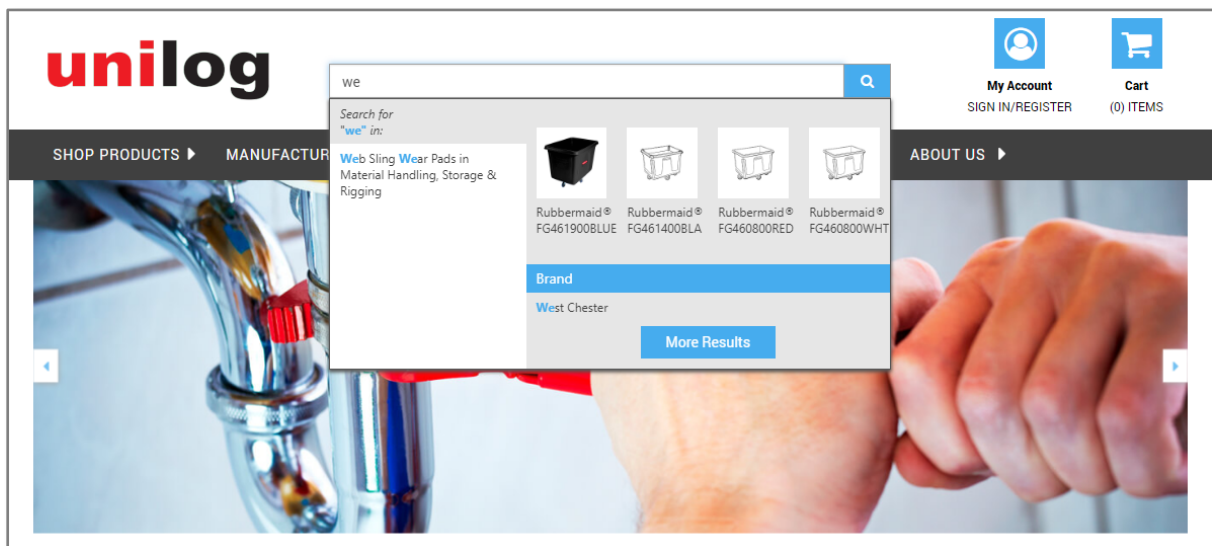 unilog
we
My Account
SIGN IN/REGISTER
Cart
(0) ITEMS
SHOP PRODUCTS
ABOUT US
Search for
"we" in:
Web Sling Wear Pads in
Material Handling, Storage &
Rigging
Rubbermaid®
FG461900BLUE
Rubbermaid®
FG461400BLA
Rubbermaid®
FG460800RED
Rubbermaid®
FG460800WHT
Brand
West Chester
More Results